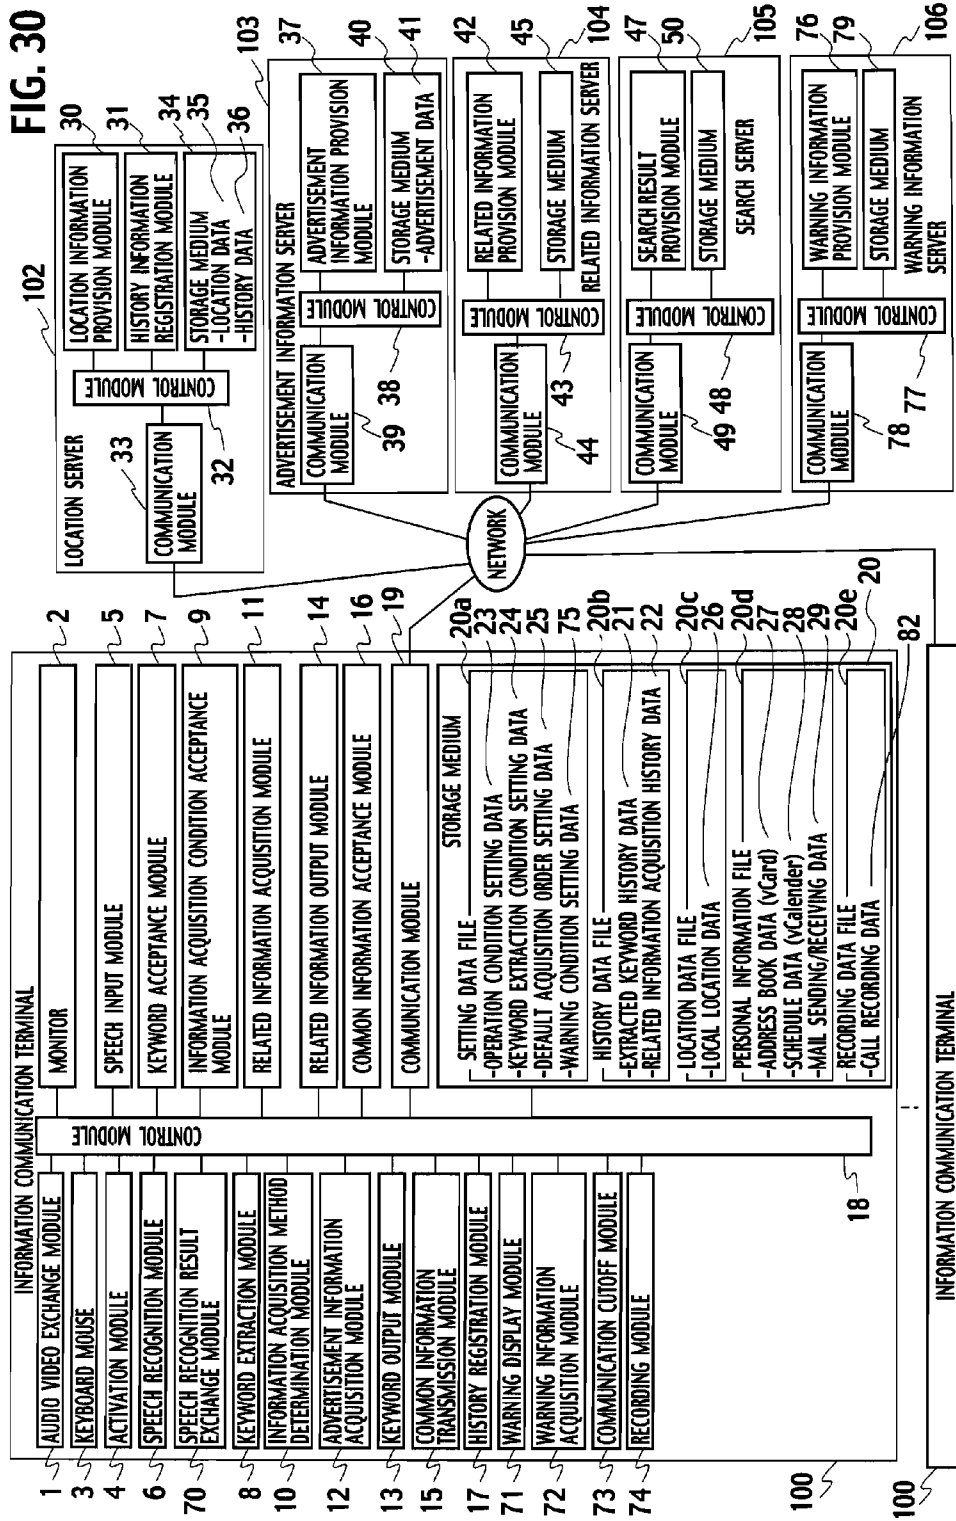 FIG. 30
INFORMATION COMMUNICATION TERMINAL
1
AUDIO VIDEO EXCHANGE MODULE
3
KEYBOARD MOUSE
4
ACTIVATION MODULE
6
SPEECH RECOGNITION MODULE
70
SPEECH RECOGNITION RESULT
EXCHANGE MODULE
8
KEYWORD EXTRACTION MODULE
10
INFORMATION ACQUISITION METHOD
DETERMINATION MODULE
12
ADVERTISEMENT INFORMATION
ACQUISITION MODULE
13
KEYWORD OUTPUT MODULE
15
COMMON INFORMATION
TRANSMISSION MODULE
17
HISTORY REGISTRATION MODULE
71
WARNING DISPLAY MODULE
72
WARNING INFORMATION
ACQUISITION MODULE
73
COMMUNICATION CUTOFF MODULE
74
RECORDING MODULE
100
CONTROL MODULE
18
MONITOR
2
SPEECH INPUT MODULE
5
KEYWORD ACCEPTANCE MODULE
7
INFORMATION ACQUISITION CONDITION ACCEPTANCE
MODULE
9
RELATED INFORMATION ACQUISITION MODULE
11
RELATED INFORMATION OUTPUT MODULE
14
COMMON INFORMATION ACCEPTANCE MODULE
16
COMMUNICATION MODULE
19
STORAGE MEDIUM
20a
SETTING DATA FILE
-OPERATION CONDITION SETTING DATA
23
-KEYWORD EXTRACTION CONDITION SETTING DATA
24
-DEFAULT ACQUISITION ORDER SETTING DATA
25
-WARNING CONDITION SETTING DATA
75
HISTORY DATA FILE
20b
-EXTRACTED KEYWORD HISTORY DATA
21
-RELATED INFORMATION ACQUISITION HISTORY DATA
22
LOCATION DATA FILE
20c
-LOCAL LOCATION DATA
26
PERSONAL INFORMATION FILE
20d
-ADDRESS BOOK DATA (vCard)
27
-SCHEDULE DATA (vCalender)
28
-MAIL SENDING/RECEIVING DATA
29
RECORDING DATA FILE
20e
-CALL RECORDING DATA
20
82
INFORMATION COMMUNICATION TERMINAL
100
NETWORK
102
LOCATION SERVER
COMMUNICATION
MODULE
33
CONTROL MODULE
32
LOCATION INFORMATION
PROVISION MODULE
30
HISTORY INFORMATION
REGISTRATION MODULE
31
STORAGE MEDIUM
34
-LOCATION DATA
35
-HISTORY DATA
36
103
ADVERTISEMENT INFORMATION SERVER
COMMUNICATION
MODULE
39
CONTROL
MODULE
38
ADVERTISEMENT
INFORMATION PROVISION
MODULE
37
STORAGE MEDIUM
40
-ADVERTISEMENT DATA
41
COMMUNICATION
MODULE
44
CONTROL
MODULE
43
RELATED INFORMATION
PROVISION MODULE
42
STORAGE MEDIUM
45
RELATED INFORMATION SERVER
104
COMMUNICATION
MODULE
49
CONTROL
MODULE
48
SEARCH RESULT
PROVISION MODULE
47
STORAGE MEDIUM
50
SEARCH SERVER
105
COMMUNICATION
MODULE
78
CONTROL
MODULE
77
WARNING INFORMATION
PROVISION MODULE
76
STORAGE MEDIUM
79
WARNING INFORMATION
SERVER
106